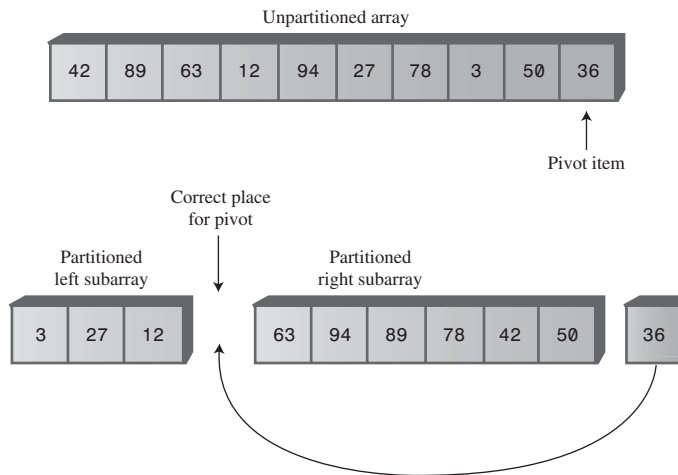 Unpartitioned array
42 89 63 12 94 27 78 3 50 36
Pivot item
Correct place
for pivot
Partitioned
left subarray
Partitioned
right subarray
3 27 12
63 94 89 78 42 50
36